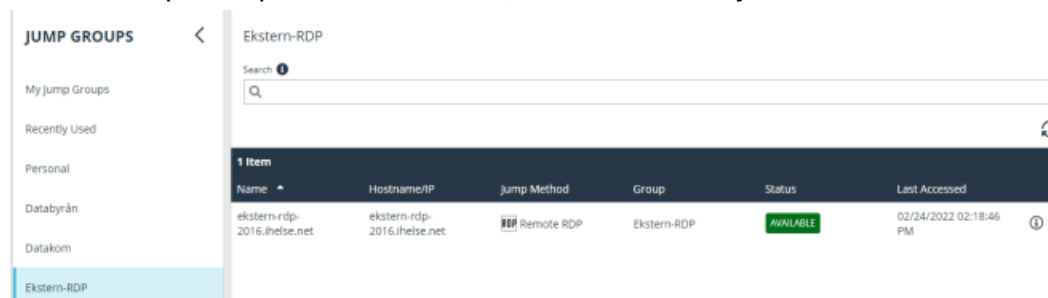 JUMP GROUPS
My Jump Groups
Recently Used
Personal
Databyrån
Datakom
Ekstern-RDP
Ekstern-RDP
Search
1 Item
Name Hostname/IP Jump Method Group Status Last Accessed
ekstern-rdp-2016.ihelse.net ekstern-rdp-2016.ihelse.net RDP Remote RDP Ekstern-RDP AVAILABLE 02/24/2022 02:18:46 PM